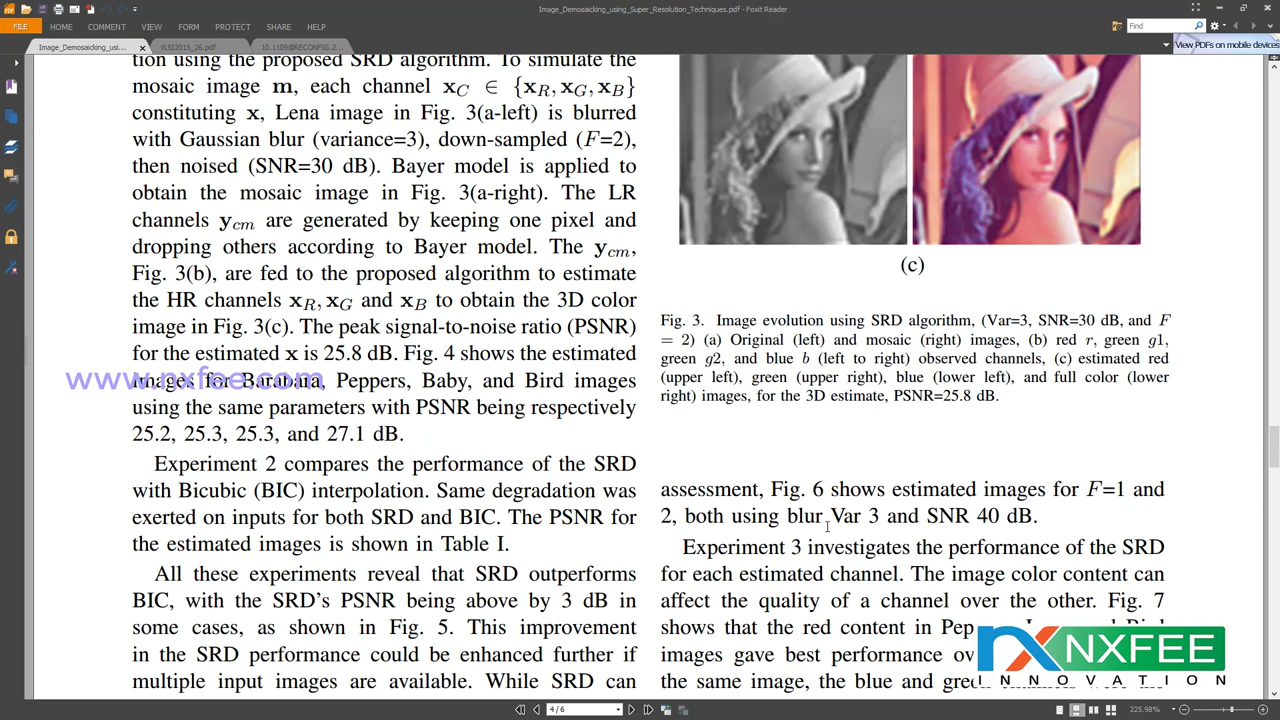 Image_Demosaicking_using_Super_Resolution_Techniques.pdf - Foxit Reader
FILE HOME COMMENT VIEW FORM PROTECT SHARE HELP
Find
Image_Demosaicking_usi... VLSI2015_26.pdf 10.1109@RECONFIG.2...
View PDFs on mobile devices
tion using the proposed SRD algorithm. To simulate the
mosaic image m, each channel x_C ∈ {x_R, x_G, x_B}
constituting x, Lena image in Fig. 3(a-left) is blurred
with Gaussian blur (variance=3), down-sampled (F=2),
then noised (SNR=30 dB). Bayer model is applied to
obtain the mosaic image in Fig. 3(a-right). The LR
channels y_cm are generated by keeping one pixel and
dropping others according to Bayer model. The y_cm,
Fig. 3(b), are fed to the proposed algorithm to estimate
the HR channels x_R, x_G and x_B to obtain the 3D color
image in Fig. 3(c). The peak signal-to-noise ratio (PSNR)
for the estimated x is 25.8 dB. Fig. 4 shows the estimated
images for Barabara, Peppers, Baby, and Bird images
using the same parameters with PSNR being respectively
25.2, 25.3, 25.3, and 27.1 dB.
Experiment 2 compares the performance of the SRD
with Bicubic (BIC) interpolation. Same degradation was
exerted on inputs for both SRD and BIC. The PSNR for
the estimated images is shown in Table I.
All these experiments reveal that SRD outperforms
BIC, with the SRD's PSNR being above by 3 dB in
some cases, as shown in Fig. 5. This improvement
in the SRD performance could be enhanced further if
multiple input images are available. While SRD can
www.nxfee.com
(c)
Fig. 3. Image evolution using SRD algorithm, (Var=3, SNR=30 dB, and F
= 2) (a) Original (left) and mosaic (right) images, (b) red r, green g1,
green g2, and blue b (left to right) observed channels, (c) estimated red
(upper left), green (upper right), blue (lower left), and full color (lower
right) images, for the 3D estimate, PSNR=25.8 dB.
assessment, Fig. 6 shows estimated images for F=1 and
2, both using blur Var 3 and SNR 40 dB.
Experiment 3 investigates the performance of the SRD
for each estimated channel. The image color content can
affect the quality of a channel over the other. Fig. 7
shows that the red content in
images gave best performance
the same image, the blue and
NXFEE
INNOVATION
4/6
225.98%